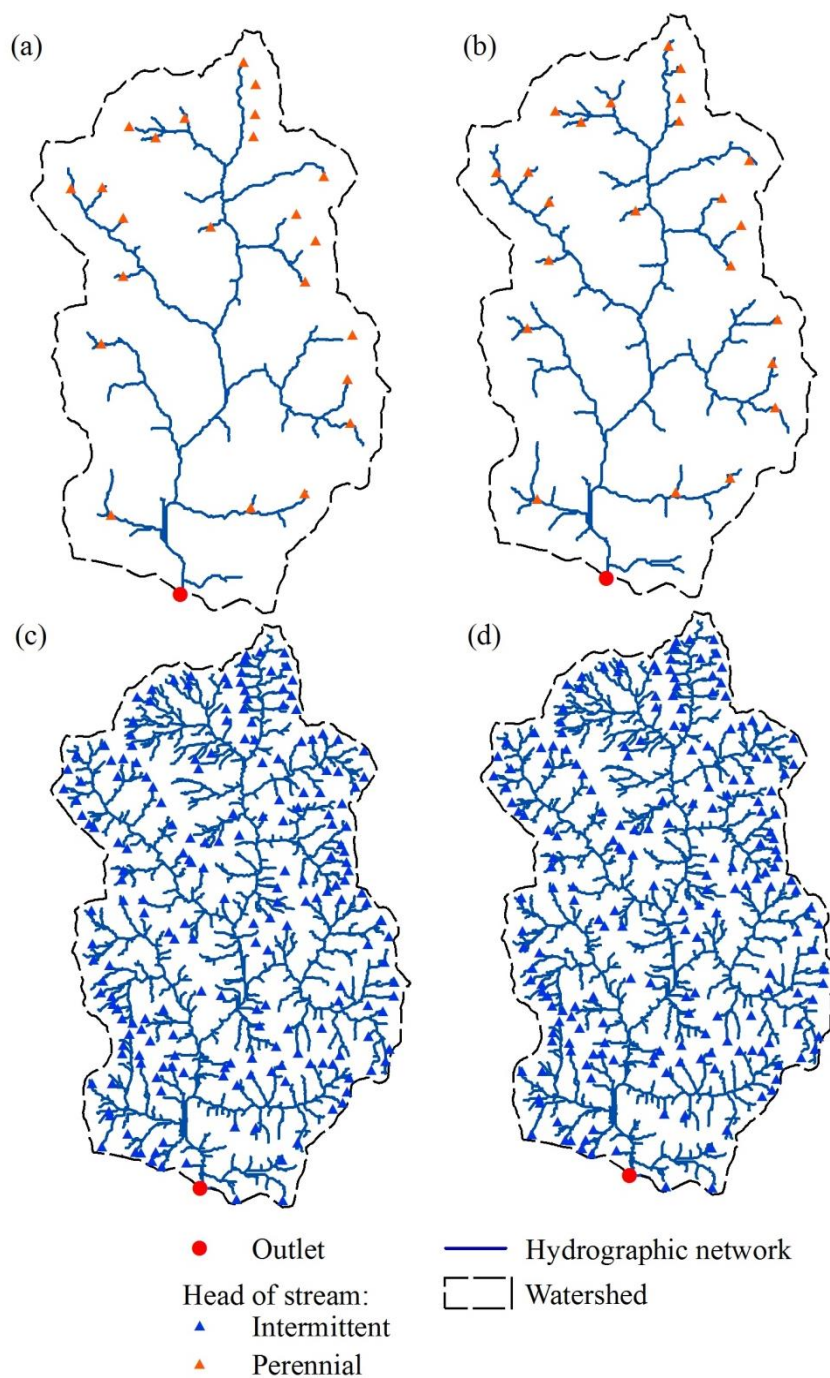 (a)
(b)
(c)
(d)
Outlet
Hydrographic network
Head of stream:
Watershed
Intermittent
Perennial